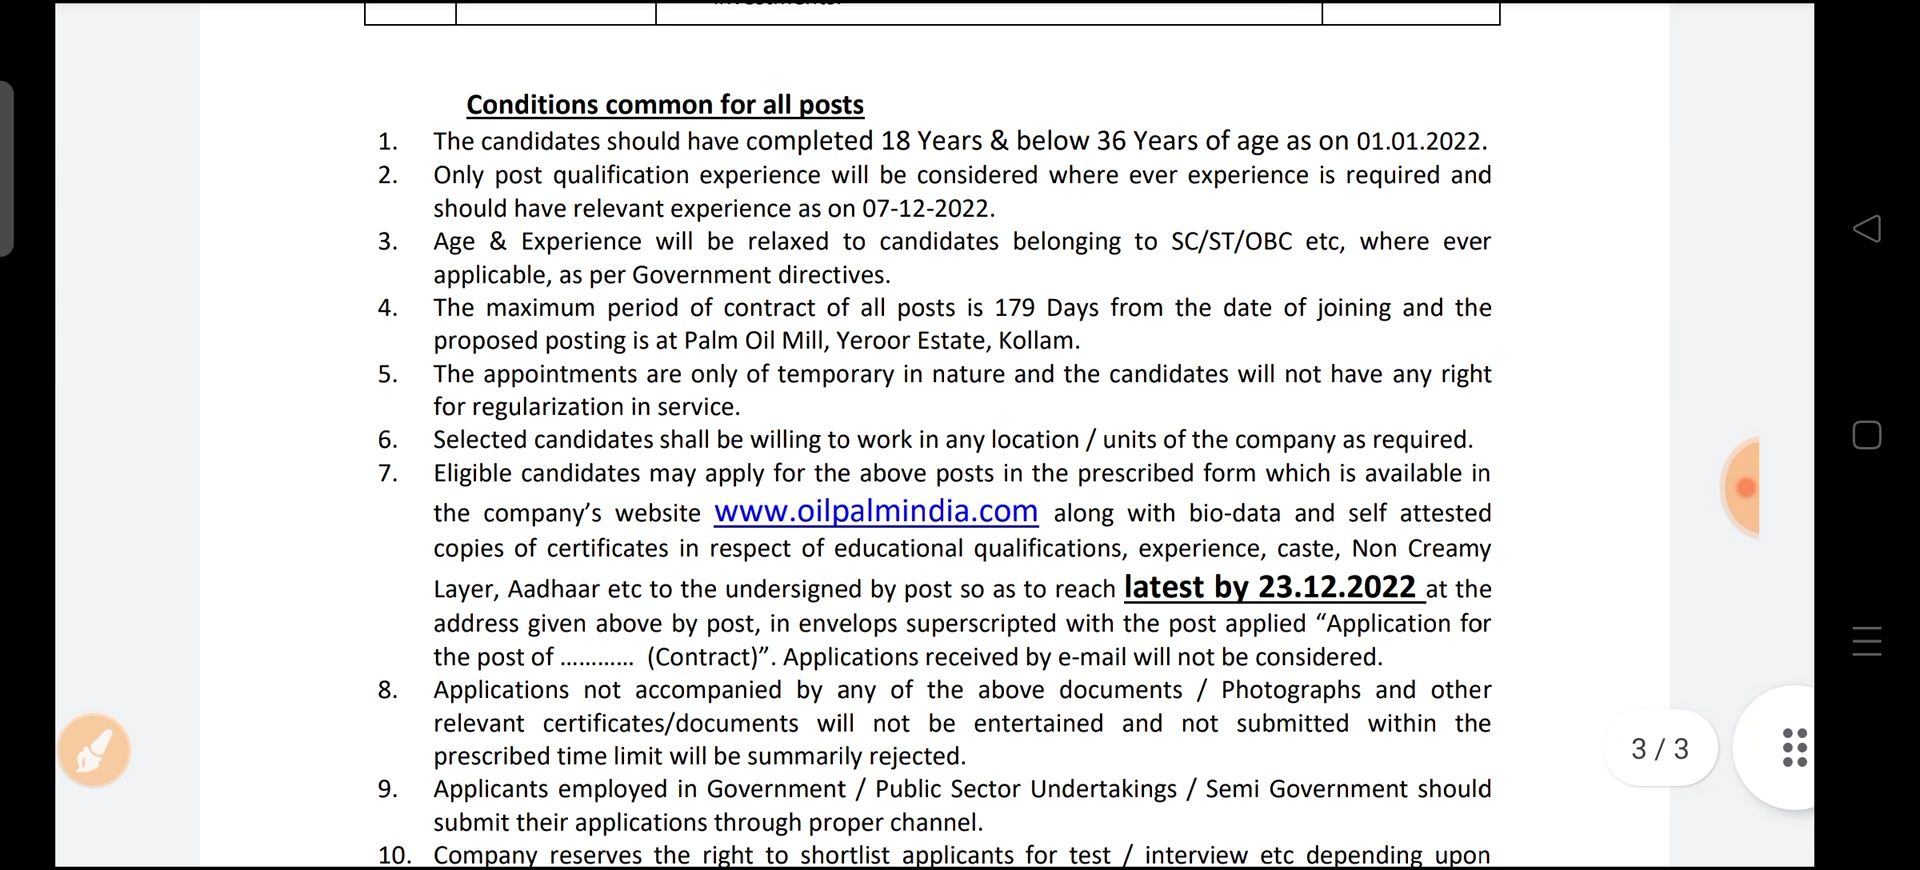 Conditions common for all posts
1. The candidates should have completed 18 Years & below 36 Years of age as on 01.01.2022.
2. Only post qualification experience will be considered where ever experience is required and
should have relevant experience as on 07-12-2022.
3. Age & Experience will be relaxed to candidates belonging to SC/ST/OBC etc, where ever
applicable, as per Government directives.
4. The maximum period of contract of all posts is 179 Days from the date of joining and the
proposed posting is at Palm Oil Mill, Yeroor Estate, Kollam.
5. The appointments are only of temporary in nature and the candidates will not have any right
for regularization in service.
6. Selected candidates shall be willing to work in any location / units of the company as required.
7. Eligible candidates may apply for the above posts in the prescribed form which is available in
the company’s website www.oilpalmindia.com along with bio-data and self attested
copies of certificates in respect of educational qualifications, experience, caste, Non Creamy
Layer, Aadhaar etc to the undersigned by post so as to reach latest by 23.12.2022 at the
address given above by post, in envelops superscripted with the post applied “Application for
the post of ………… (Contract)”. Applications received by e-mail will not be considered.
8. Applications not accompanied by any of the above documents / Photographs and other
relevant certificates/documents will not be entertained and not submitted within the
prescribed time limit will be summarily rejected.
3 / 3
9. Applicants employed in Government / Public Sector Undertakings / Semi Government should
submit their applications through proper channel.
10. Company reserves the right to shortlist applicants for test / interview etc depending upon